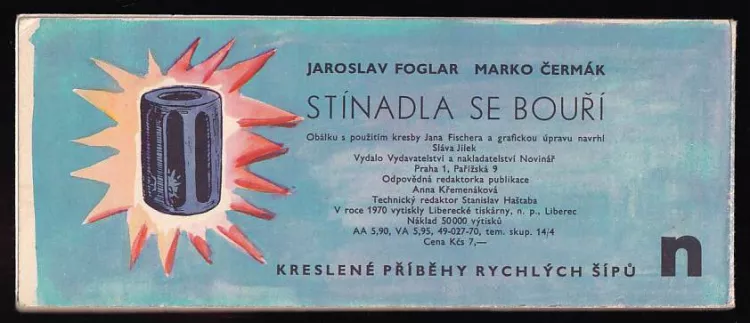 JAROSLAV FOGLAR MARKO ČERMÁK
STÍNADLA SE BOUŘÍ
Obálku s použitím kresby Jana Fischera a grafickou úpravu navrhl
Sláva Jílek
Vydalo Vydavatelství a nakladatelství Novinář
Praha 1, Pařížská 9
Odpovědná redaktorka publikace
Anna Křemenáková
Technický redaktor Stanislav Haštaba
V roce 1970 vytiskly Liberecké tiskárny, n. p., Liberec
Náklad 50 000 výtisků
AA 5,90, VA 5,95, 49-027-70, tem. skup. 14/4
Cena Kčs 7,—
KRESLENÉ PŘÍBĚHY RYCHLÝCH ŠÍPŮ
n